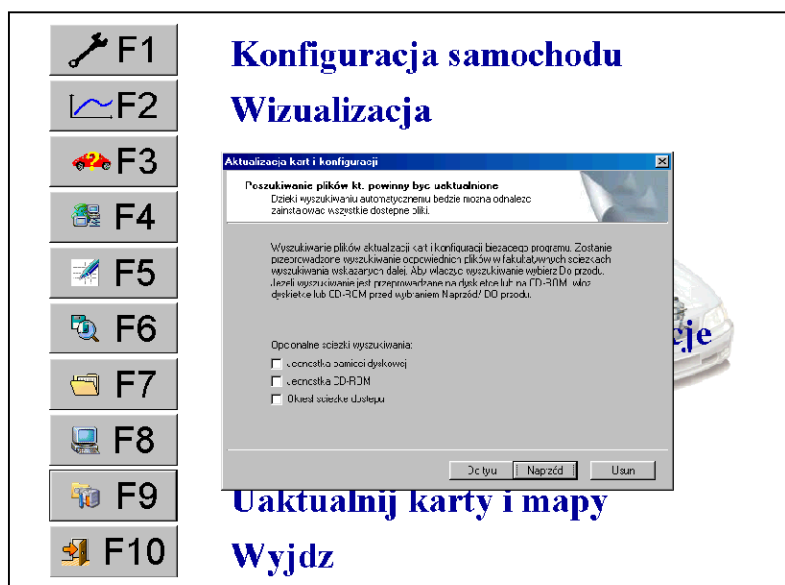 F1 Konfiguracja samochodu
F2 Wizualizacja
F3
Aktualizacja kart i konfiguracji
Poszukiwanie plików kt. powinny byc uaktualnione
Dzieki wyszukiwaniu automatycznemu bedzie mozna odnalezc
zainstalowac wszystkie dostepne pliki.
F4
Wyszukiwanie plików aktualizacji kart i konfiguracji biezacego programu. Zostanie
przeprowadzone wyszukiwanie odpowiednich plików w fakultatywnych sciezkach
F5
wyszukiwania wskazanych dalej. Aby wlaczyc wyszukiwanie wybierz Do przodu.
Jezeli wyszukiwanie jest przeprowadzane na dyskietce lub na CD-ROM, wloz
dyskietke lub CD-ROM przed wybraniem Naprzód/ DO przodu.
F6
cje
Opcjonalne sciezki wyszukiwania:
Jednostka pamieci dyskowej
F7
Jednostka CD-ROM
Okresl sciezke dostepu
F8
Do tylu Naprzód Usun
F9 Uaktualnij karty i mapy
F10 Wyjdz